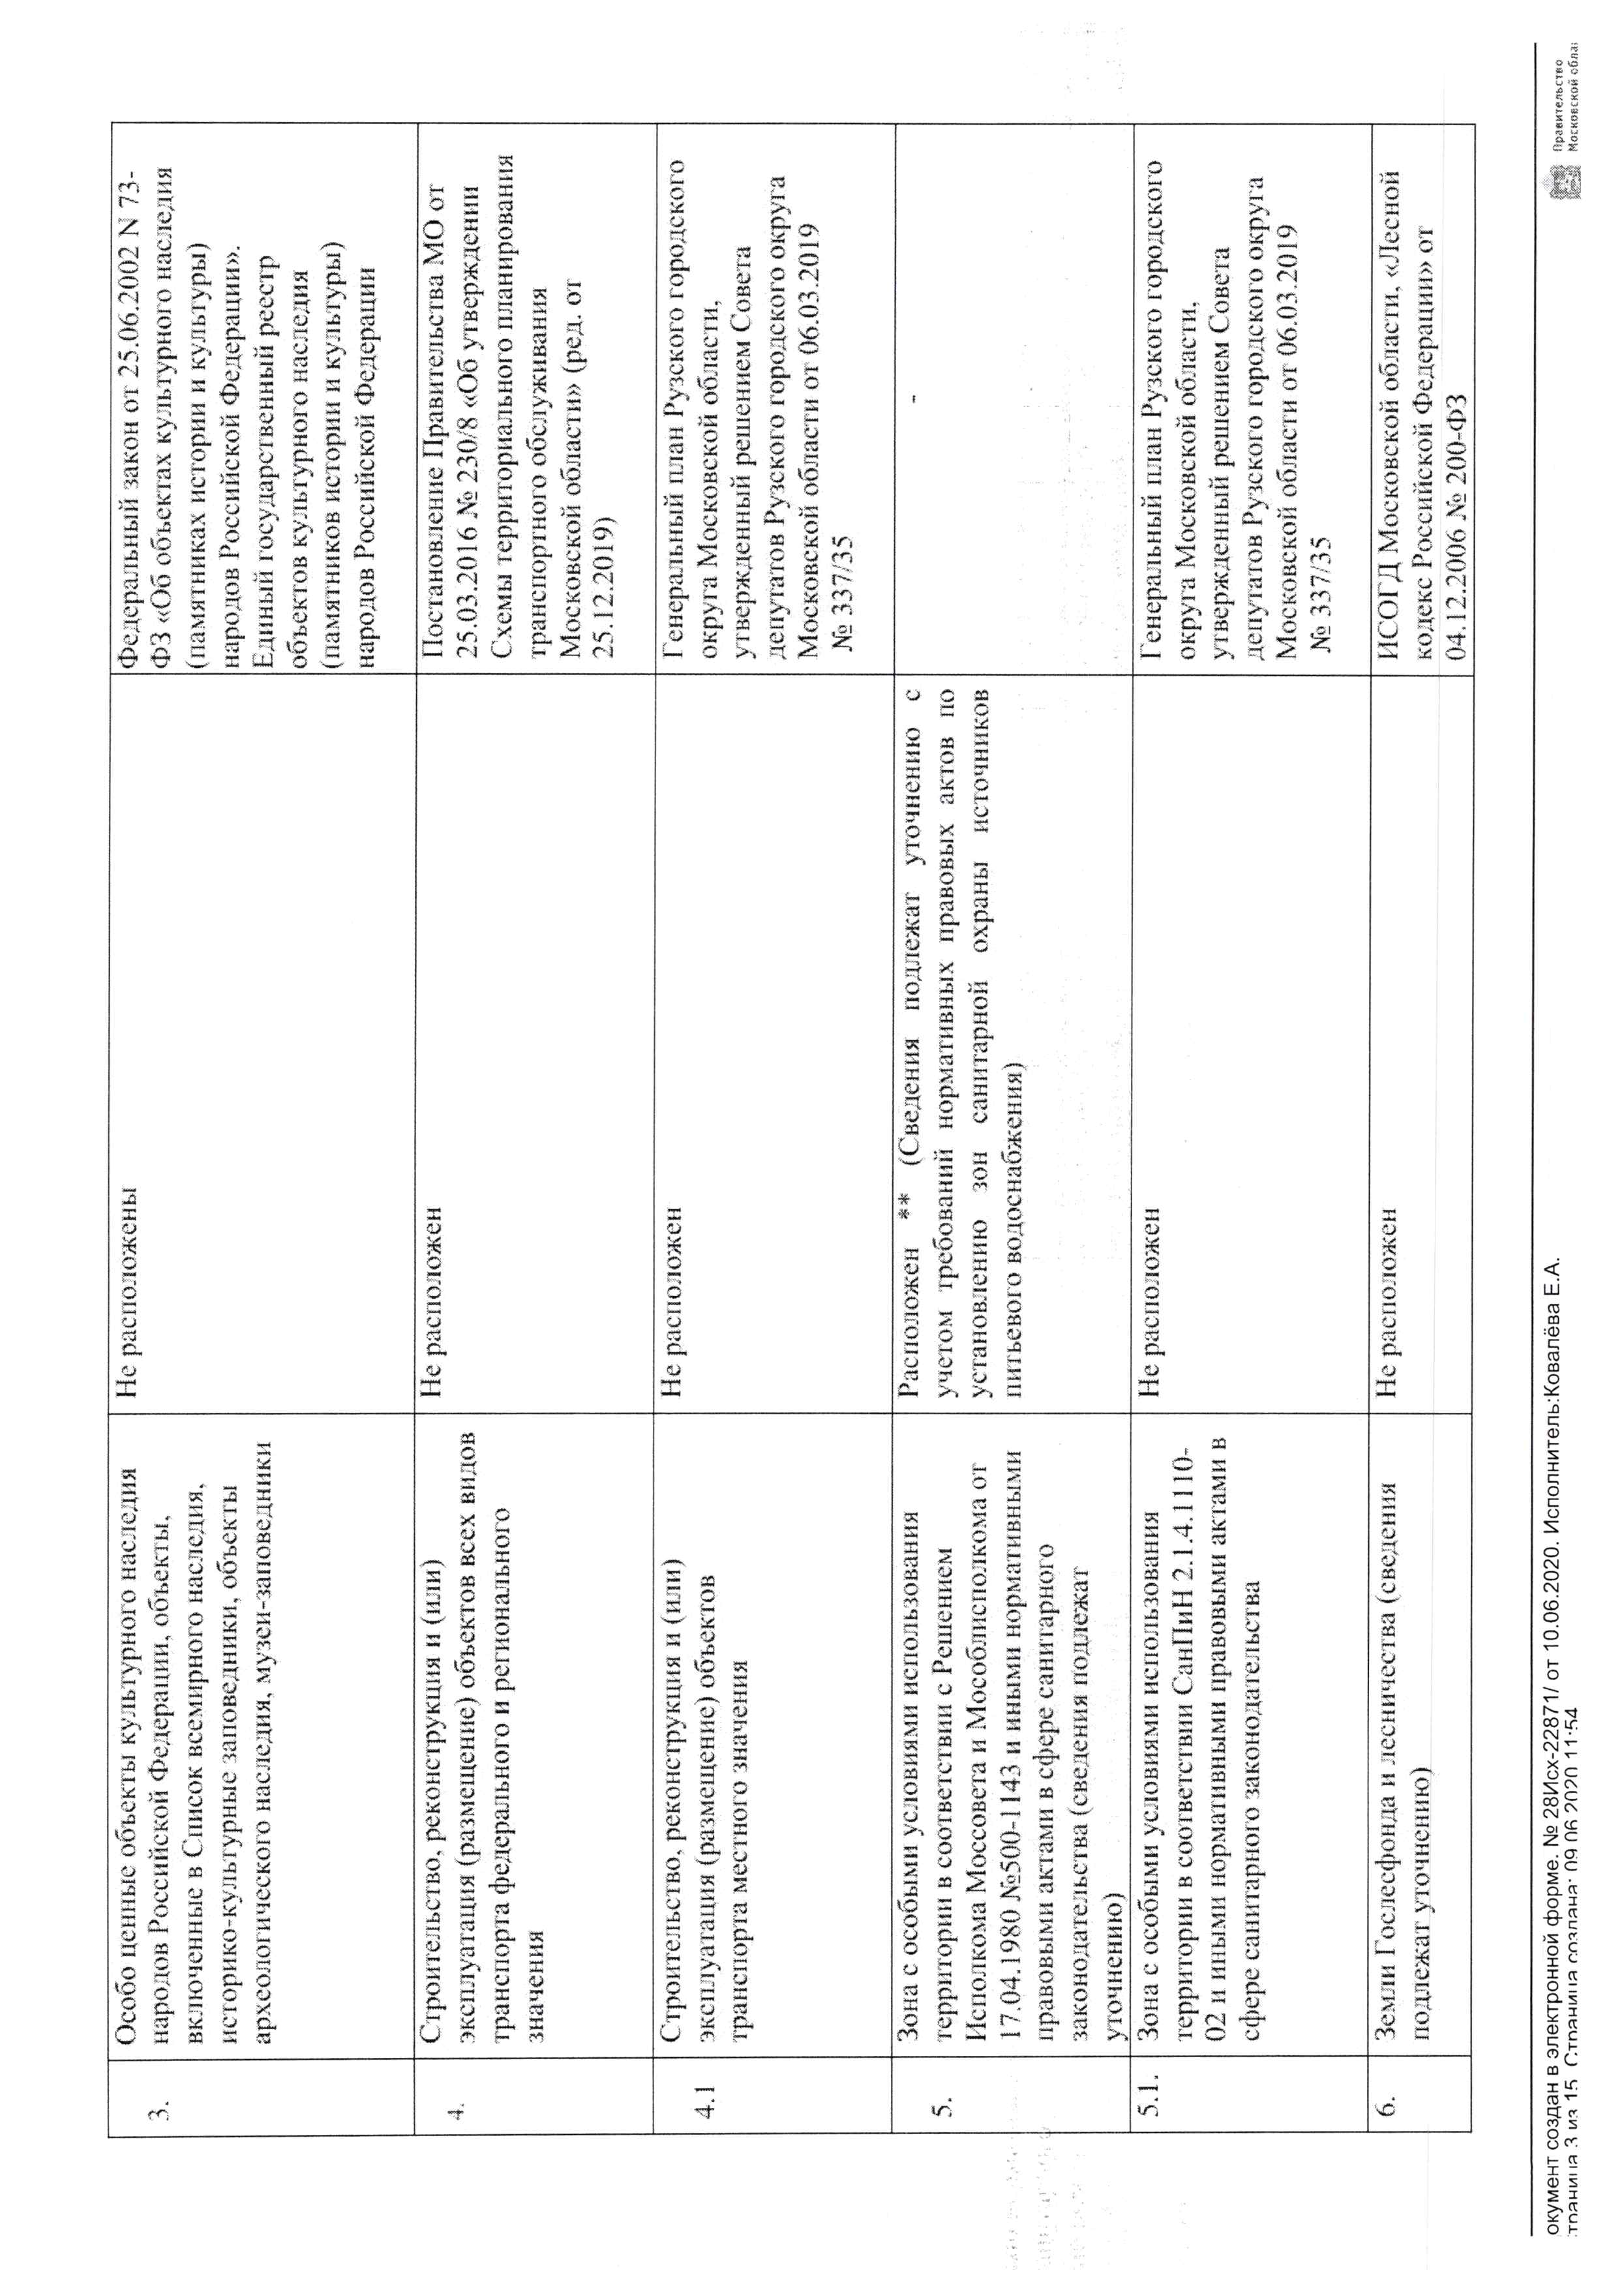 3.
Особо ценные объекты культурного наследия
народов Российской Федерации, объекты,
включенные в Список всемирного наследия,
историко-культурные заповедники, объекты
археологического наследия, музеи-заповедники
Не расположены
Федеральный закон от 25.06.2002 N 73-
ФЗ «Об объектах культурного наследия
(памятниках истории и культуры)
народов Российской Федерации».
Единый государственный реестр
объектов культурного наследия
(памятников истории и культуры)
народов Российской Федерации
4.
Строительство, реконструкция и (или)
эксплуатация (размещение) объектов всех видов
транспорта федерального и регионального
значения
Не расположен
Постановление Правительства МО от
25.03.2016 № 230/8 «Об утверждении
Схемы территориального планирования
транспортного обслуживания
Московской области» (ред. от
25.12.2019)
4.1
Строительство, реконструкция и (или)
эксплуатация (размещение) объектов
транспорта местного значения
Не расположен
Генеральный план Рузского городского
округа Московской области,
утвержденный решением Совета
депутатов Рузского городского округа
Московской области от 06.03.2019
№ 337/35
5.
Зона с особыми условиями использования
территории в соответствии с Решением
Исполкома Моссовета и Мособлисполкома от
17.04.1980 №500-1143 и иными нормативными
правовыми актами в сфере санитарного
законодательства (сведения подлежат
уточнению)
Расположен ** (Сведения подлежат уточнению с
учетом требований нормативных правовых актов по
установлению зон санитарной охраны источников
питьевого водоснабжения)
-
5.1.
Зона с особыми условиями использования
территории в соответствии СанПиН 2.1.4.1110-
02 и иными нормативными правовыми актами в
сфере санитарного законодательства
Не расположен
Генеральный план Рузского городского
округа Московской области,
утвержденный решением Совета
депутатов Рузского городского округа
Московской области от 06.03.2019
№ 337/35
6.
Земли Гослесфонда и лесничества (сведения
подлежат уточнению)
Не расположен
ИСОГД Московской области, «Лесной
кодекс Российской Федерации» от
04.12.2006 № 200-ФЗ
окумент создан в электронной форме. № 28Исх-22871/ от 10.06.2020. Исполнитель:Ковалёва Е.А.
траница 3 из 15. Страница создана: 09.06.2020 11:54
Правительство
Московской обла